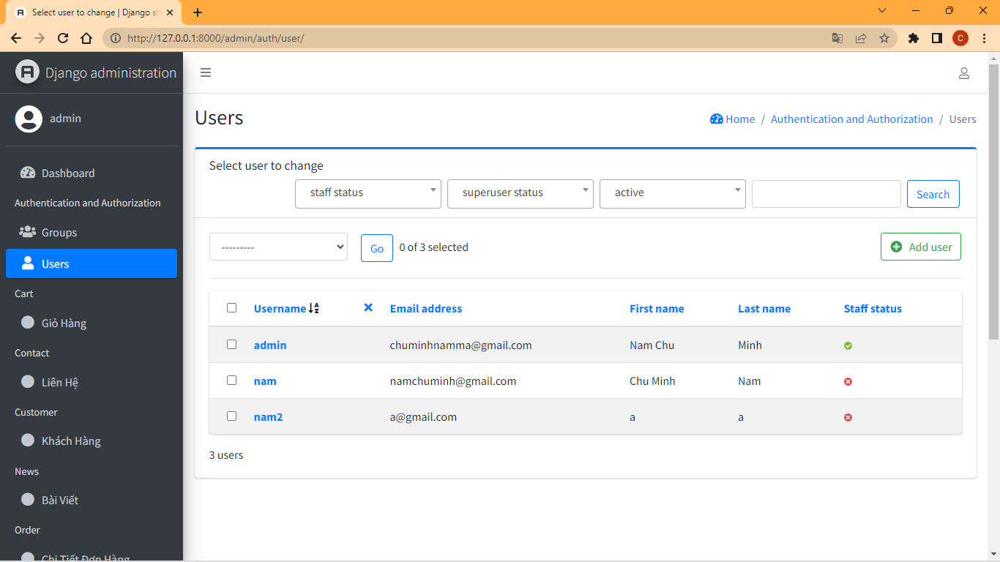 Select user to change | Django si
http://127.0.0.1:8000/admin/auth/user/
C
Django administration
admin
Dashboard
Authentication and Authorization
Groups
Users
Cart
Giỏ Hàng
Contact
Liên Hệ
Customer
Khách Hàng
News
Bài Viết
Order
Chi Tiết Đơn Hàng
Users
Home / Authentication and Authorization / Users
Select user to change
staff status superuser status active Search
--------- Go 0 of 3 selected Add user
Username Email address First name Last name Staff status
admin chuminhnamma@gmail.com Nam Chu Minh
nam namchuminh@gmail.com Chu Minh Nam
nam2 a@gmail.com a a
3 users